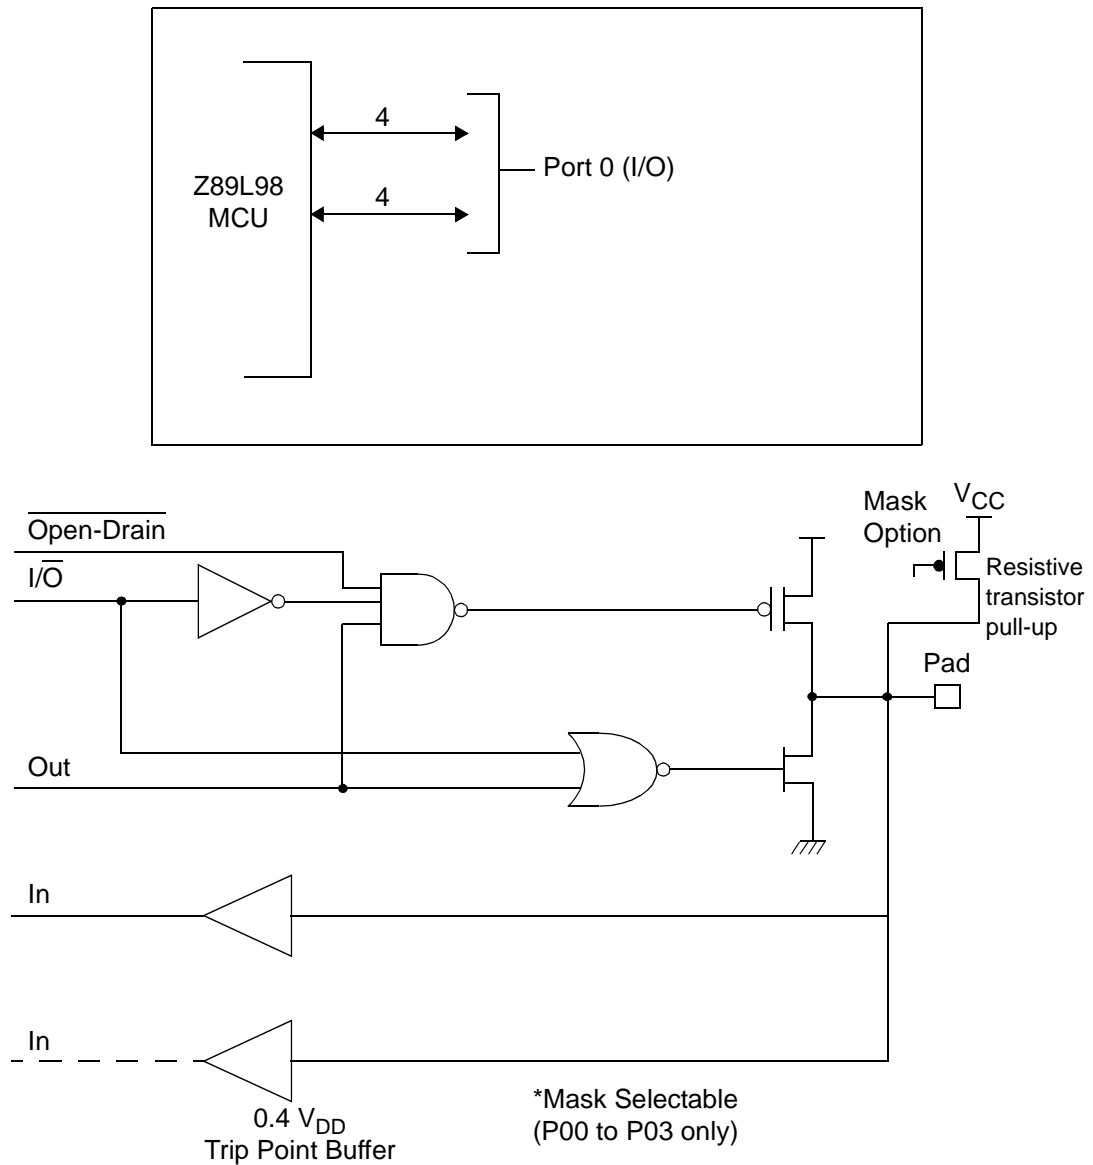 4
Port 0 (I/O)
Z89L98
MCU
4
Open-Drain
I/O
Mask
Option
VCC
Resistive
transistor
pull-up
Pad
Out
In
In
0.4 VDD
Trip Point Buffer
*Mask Selectable
(P00 to P03 only)